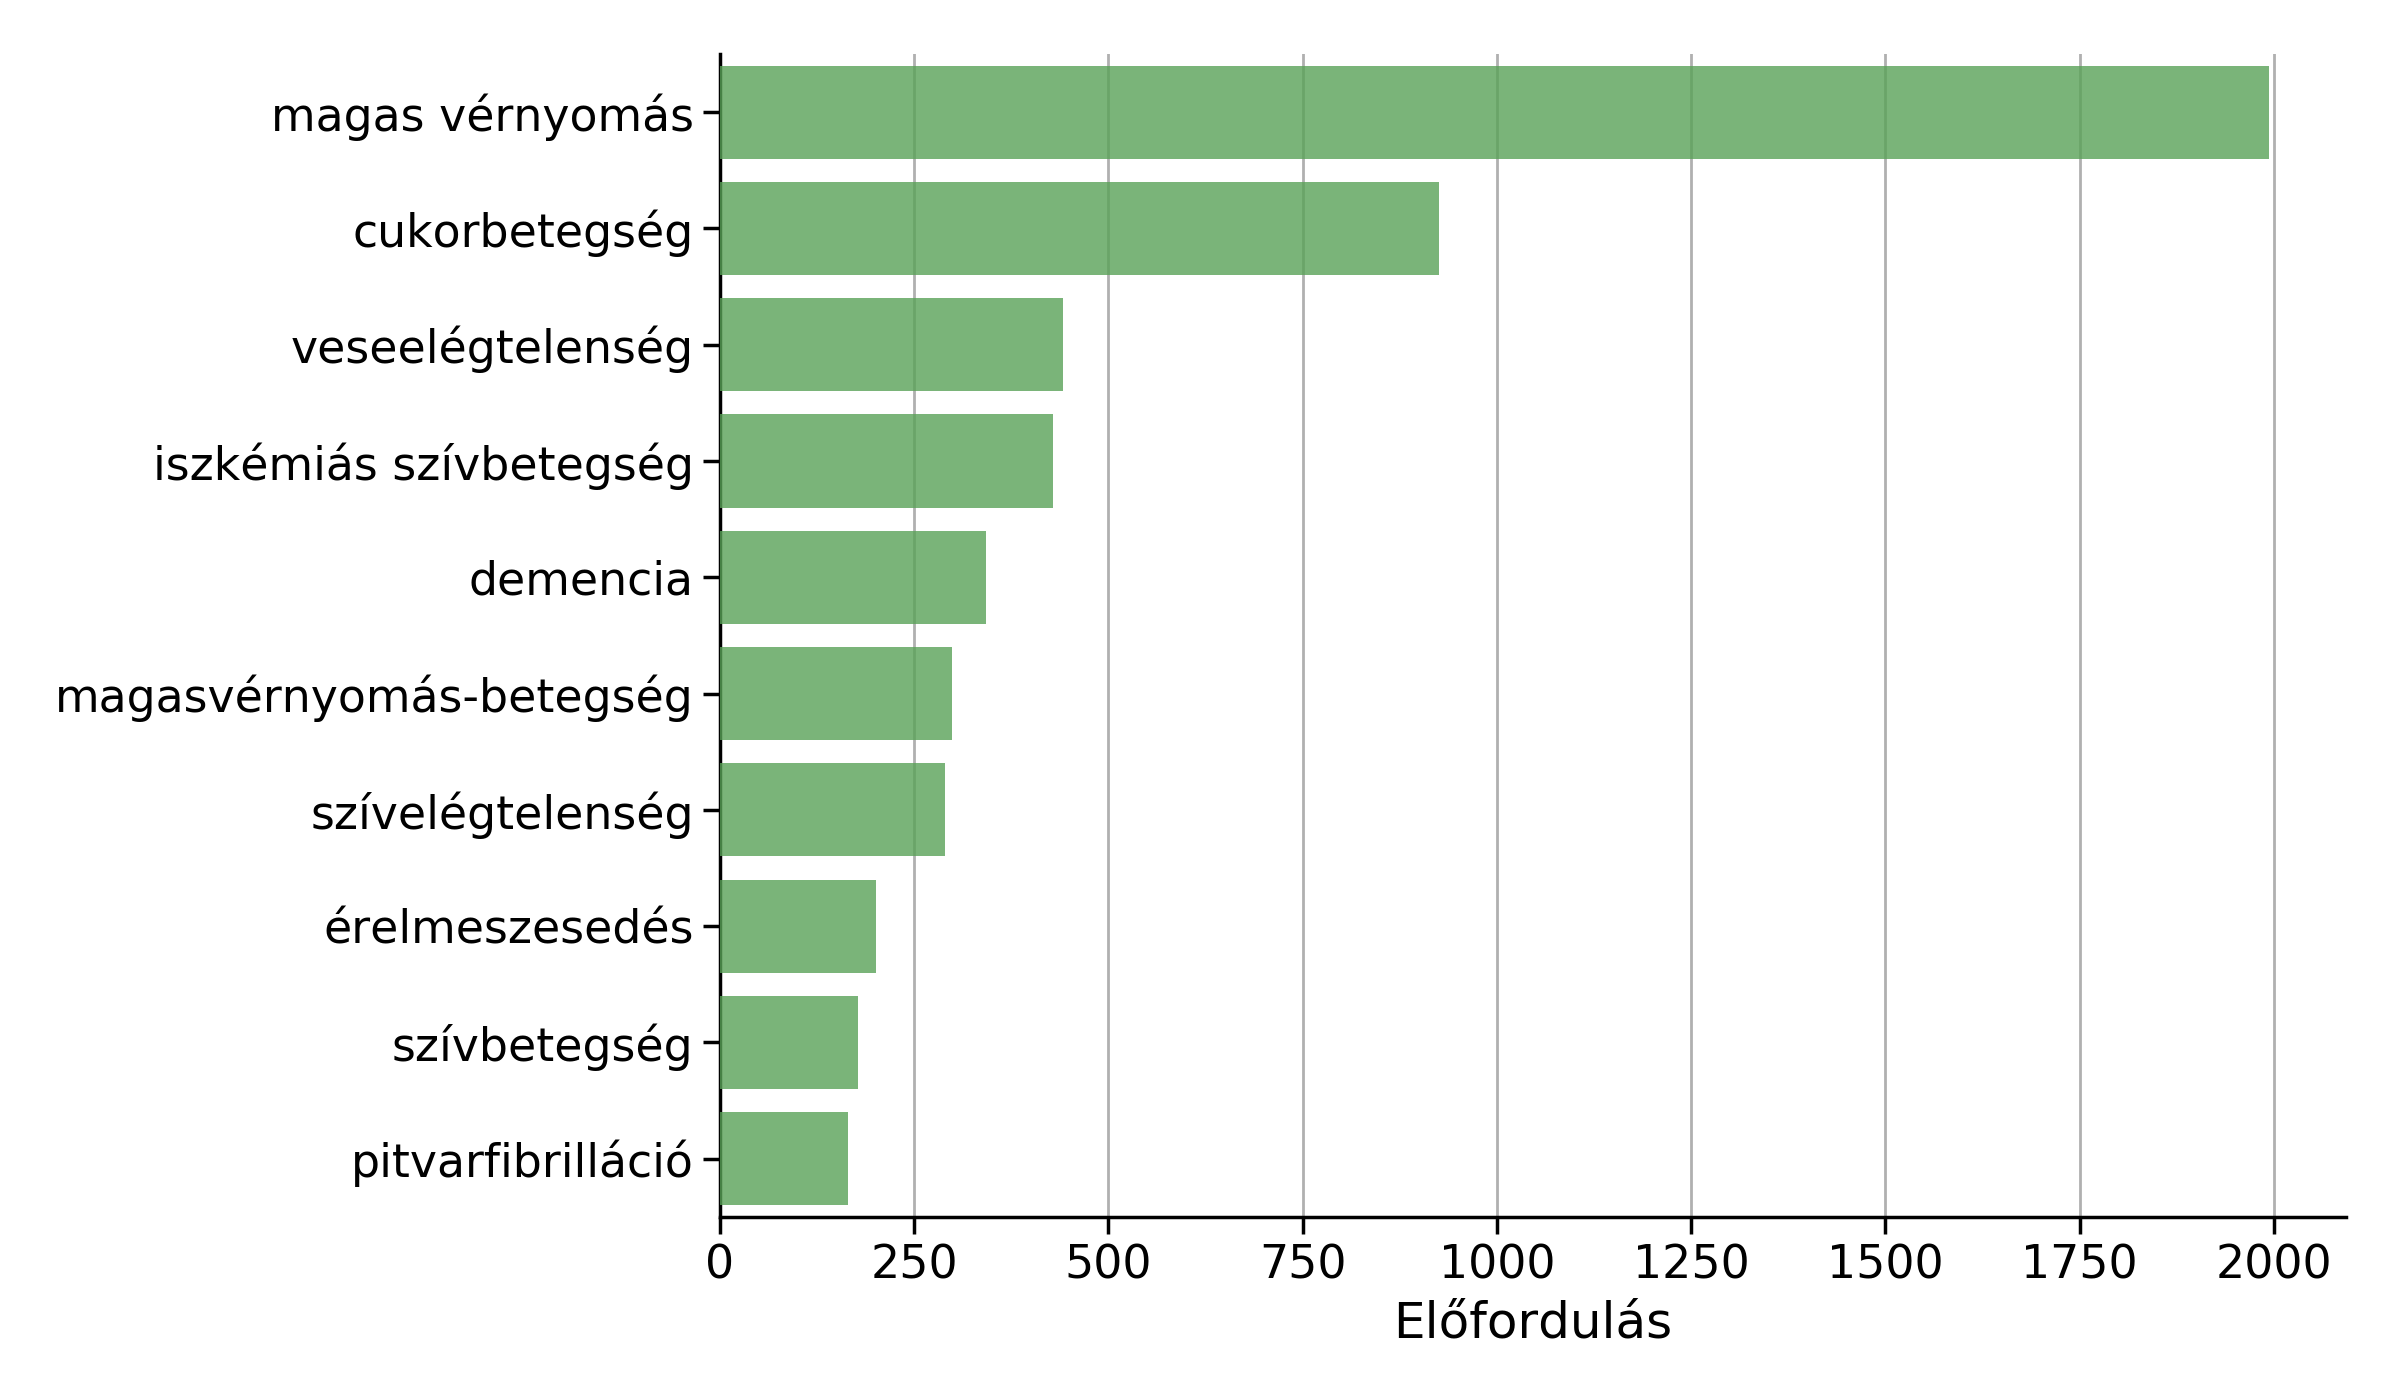 magas vérnyomás
cukorbetegség
veseelégtelenség
iszkémiás szívbetegség
demencia
magasvérnyomás-betegség
szívelégtelenség
érelmeszesedés
szívbetegség
pitvarfibrilláció
0 250 500 750 1000 1250 1500 1750 2000
Előfordulás